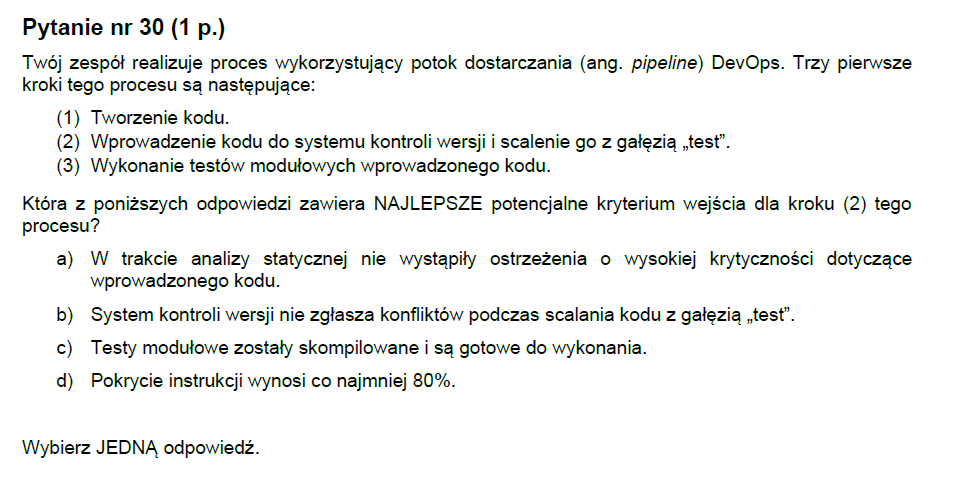 Pytanie nr 30 (1 p.)
Twój zespół realizuje proces wykorzystujący potok dostarczania (ang. pipeline) DevOps. Trzy pierwsze
kroki tego procesu są następujące:
(1) Tworzenie kodu.
(2) Wprowadzenie kodu do systemu kontroli wersji i scalenie go z gałęzią „test”.
(3) Wykonanie testów modułowych wprowadzonego kodu.
Która z poniższych odpowiedzi zawiera NAJLEPSZE potencjalne kryterium wejścia dla kroku (2) tego
procesu?
a) W trakcie analizy statycznej nie wystąpiły ostrzeżenia o wysokiej krytyczności dotyczące
wprowadzonego kodu.
b) System kontroli wersji nie zgłasza konfliktów podczas scalania kodu z gałęzią „test”.
c) Testy modułowe zostały skompilowane i są gotowe do wykonania.
d) Pokrycie instrukcji wynosi co najmniej 80%.
Wybierz JEDNĄ odpowiedź.